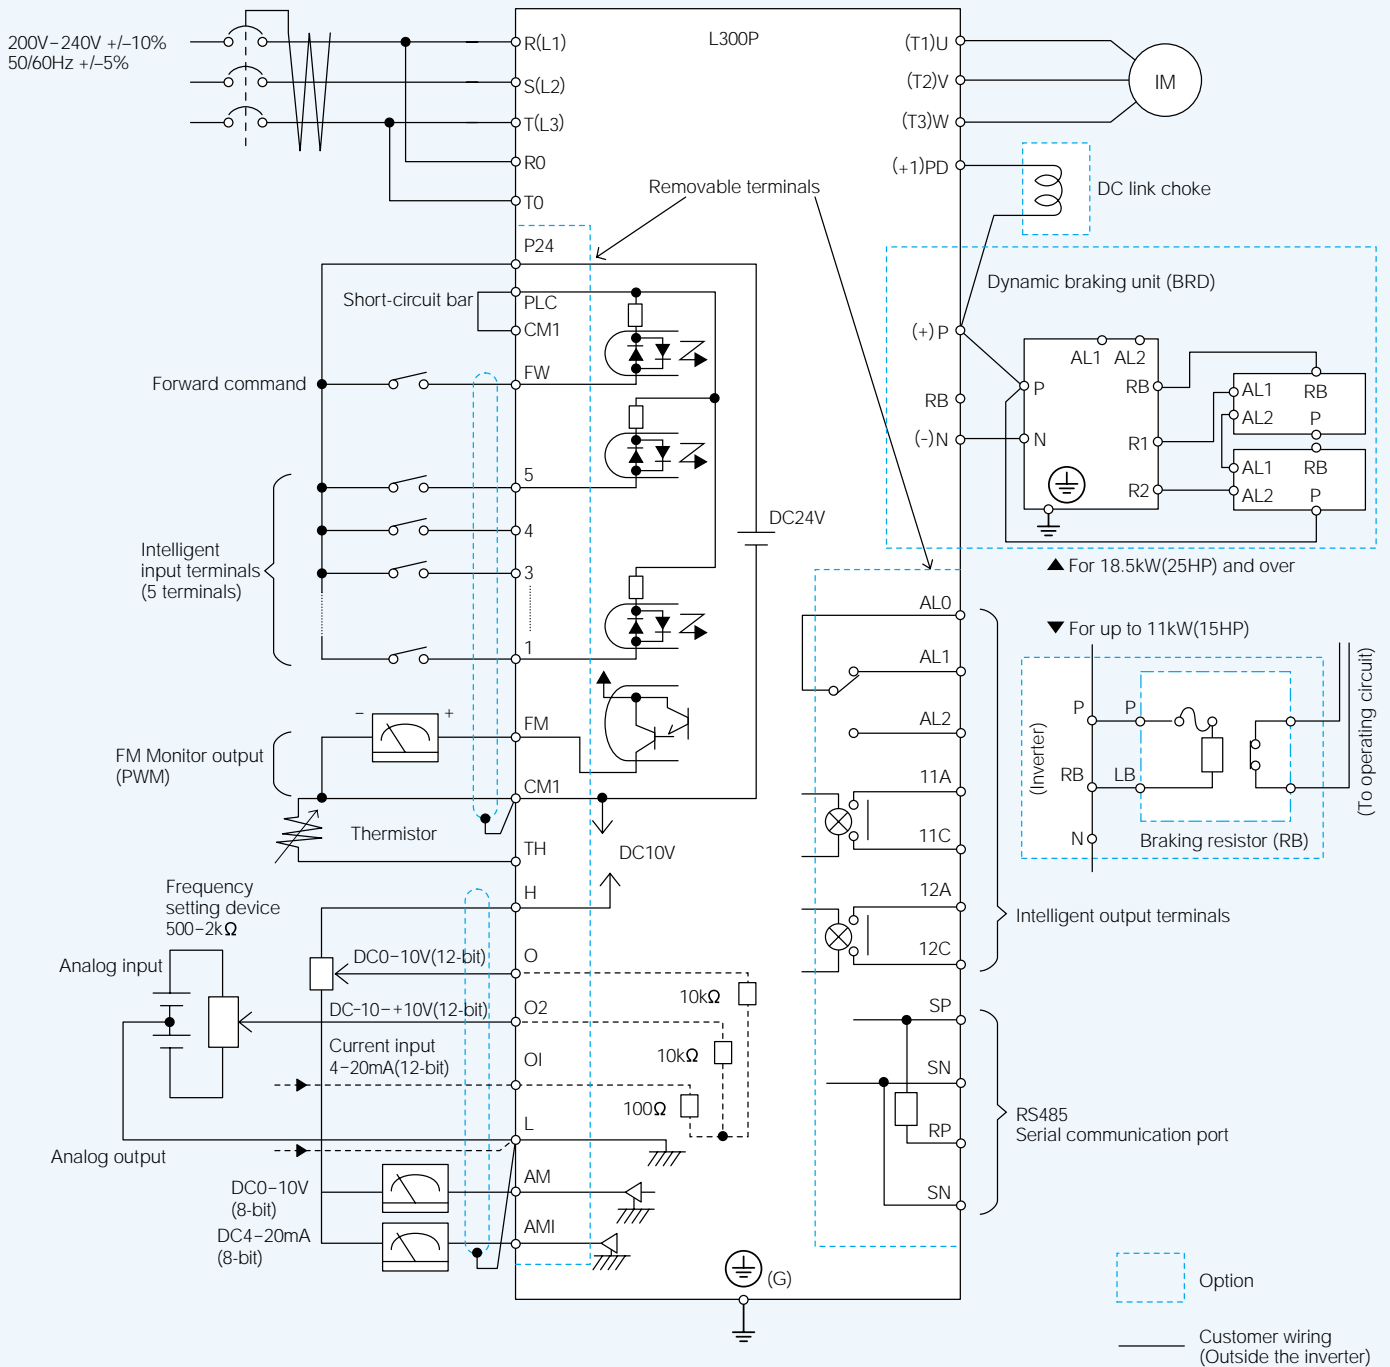 200V–240V +/–10%
50/60Hz +/–5%
R(L1)
S(L2)
T(L3)
R0
T0
L300P
(T1)U
(T2)V
(T3)W
IM
(+1)PD
DC link choke
Removable terminals
P24
Short-circuit bar
PLC
CM1
Forward command
FW
5
4
3
1
Intelligent
input terminals
(5 terminals)
DC24V
FM Monitor output
(PWM)
–
+
FM
CM1
Thermistor
TH
DC10V
Frequency
setting device
500–2kΩ
H
Analog input
DC0–10V(12-bit)
O
10kΩ
DC–10–+10V(12-bit)
O2
10kΩ
Current input
4–20mA(12-bit)
OI
100Ω
L
Analog output
DC0–10V
(8-bit)
AM
DC4–20mA
(8-bit)
AMI
(G)
Dynamic braking unit (BRD)
(+)P
RB
(-)N
AL1
AL2
P
N
RB
R1
R2
AL1
RB
AL2
P
AL1
RB
AL2
P
▲ For 18.5kW(25HP) and over
▼ For up to 11kW(15HP)
(Inverter)
P
P
RB
LB
N
Braking resistor (RB)
(To operating circuit)
AL0
AL1
AL2
11A
11C
12A
12C
Intelligent output terminals
SP
SN
RP
SN
RS485
Serial communication port
Option
Customer wiring
(Outside the inverter)